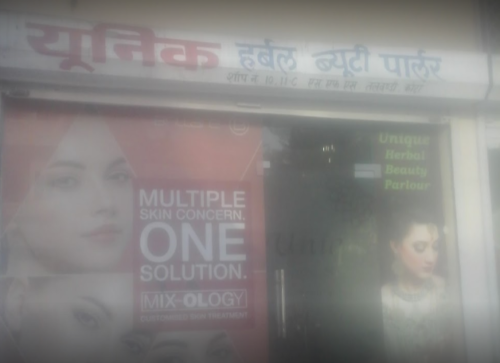 यूनिक हर्बल ब्यूटी पार्लर
शॉप नं.
Unique
Herbal
Beauty
Parlour
MULTIPLE
SKIN CONCERN.
ONE
SOLUTION.
MIX-OLOGY